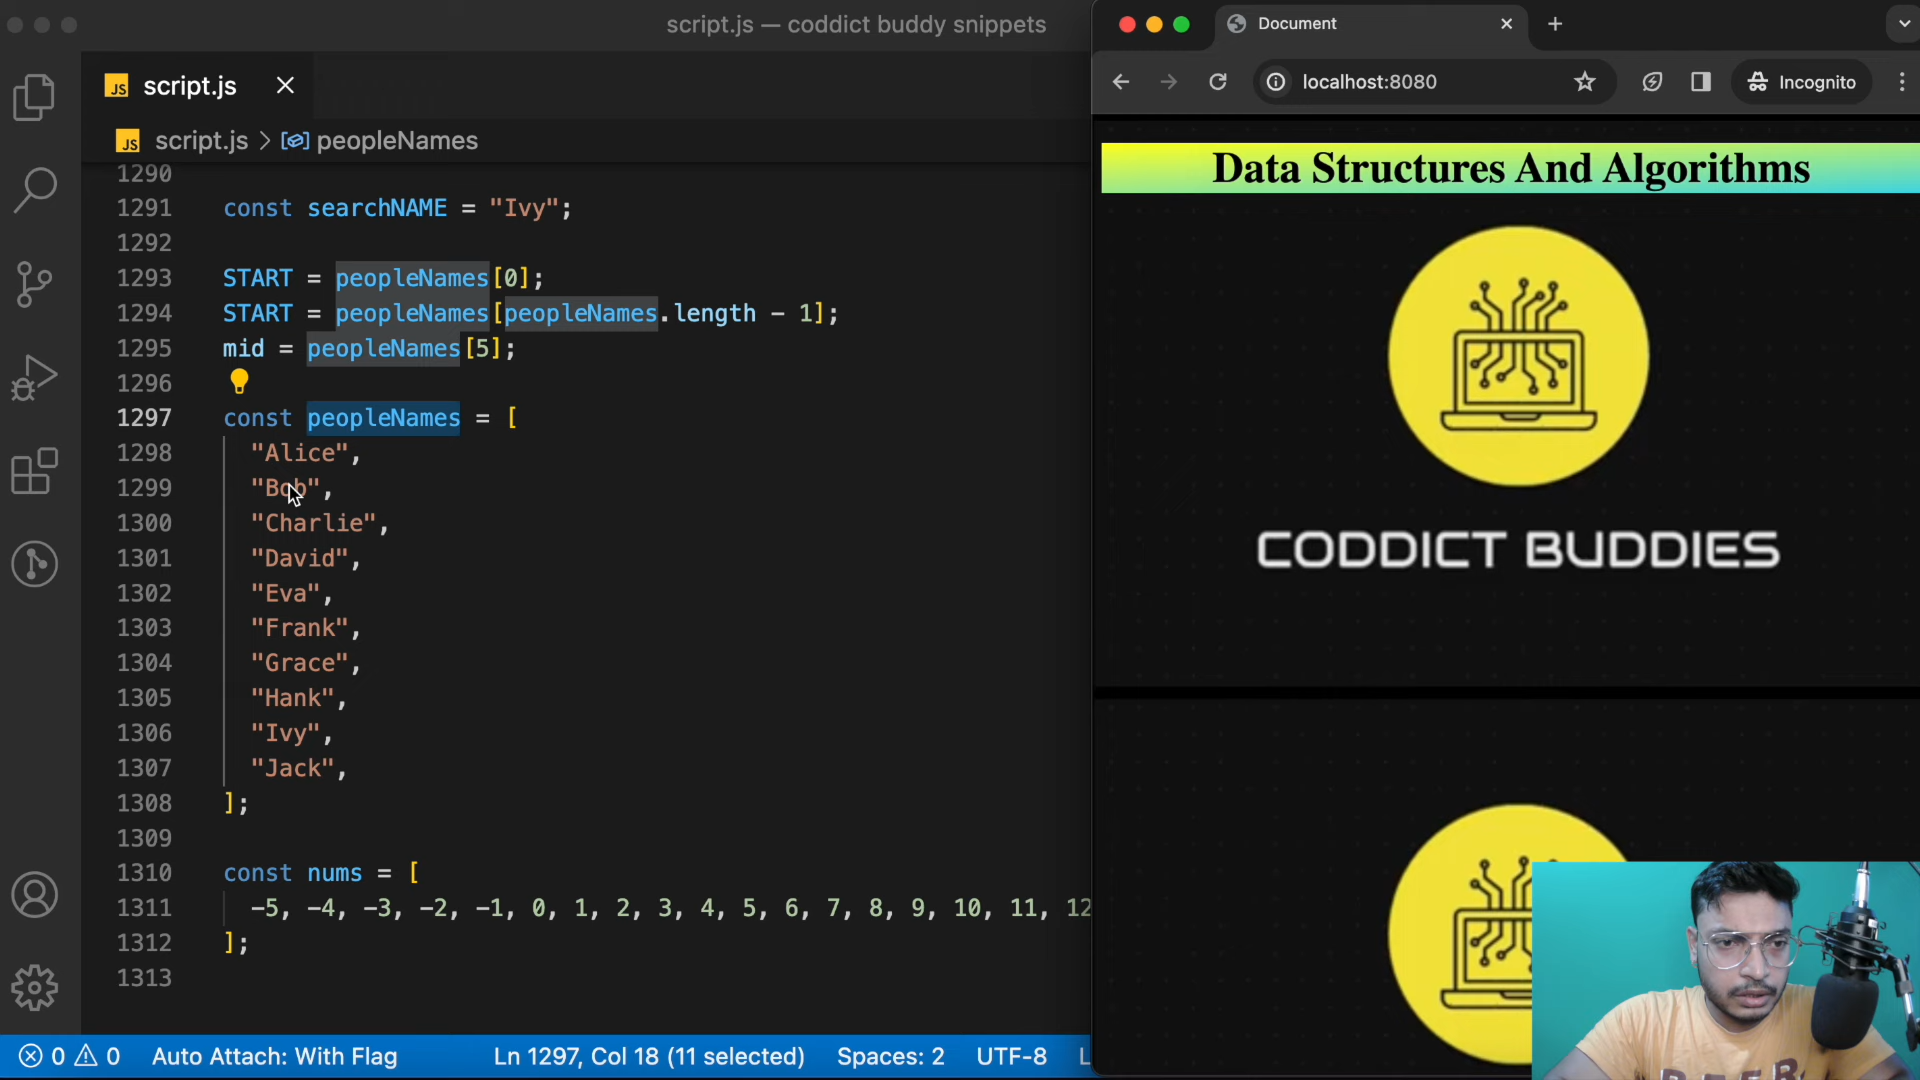 script.js — coddict buddy snippets
JS script.js
JS script.js > peopleNames
1290
1291 const searchNAME = "Ivy";
1292
1293 START = peopleNames[0];
1294 START = peopleNames[peopleNames.length - 1];
1295 mid = peopleNames[5];
1296
1297 const peopleNames = [
1298 "Alice",
1299 "Bob",
1300 "Charlie",
1301 "David",
1302 "Eva",
1303 "Frank",
1304 "Grace",
1305 "Hank",
1306 "Ivy",
1307 "Jack",
1308 ];
1309
1310 const nums = [
1311 -5, -4, -3, -2, -1, 0, 1, 2, 3, 4, 5, 6, 7, 8, 9, 10, 11, 12
1312 ];
1313
0 0 Auto Attach: With Flag Ln 1297, Col 18 (11 selected) Spaces: 2 UTF-8 L
Document
localhost:8080 Incognito
Data Structures And Algorithms
CODDICT BUDDIES